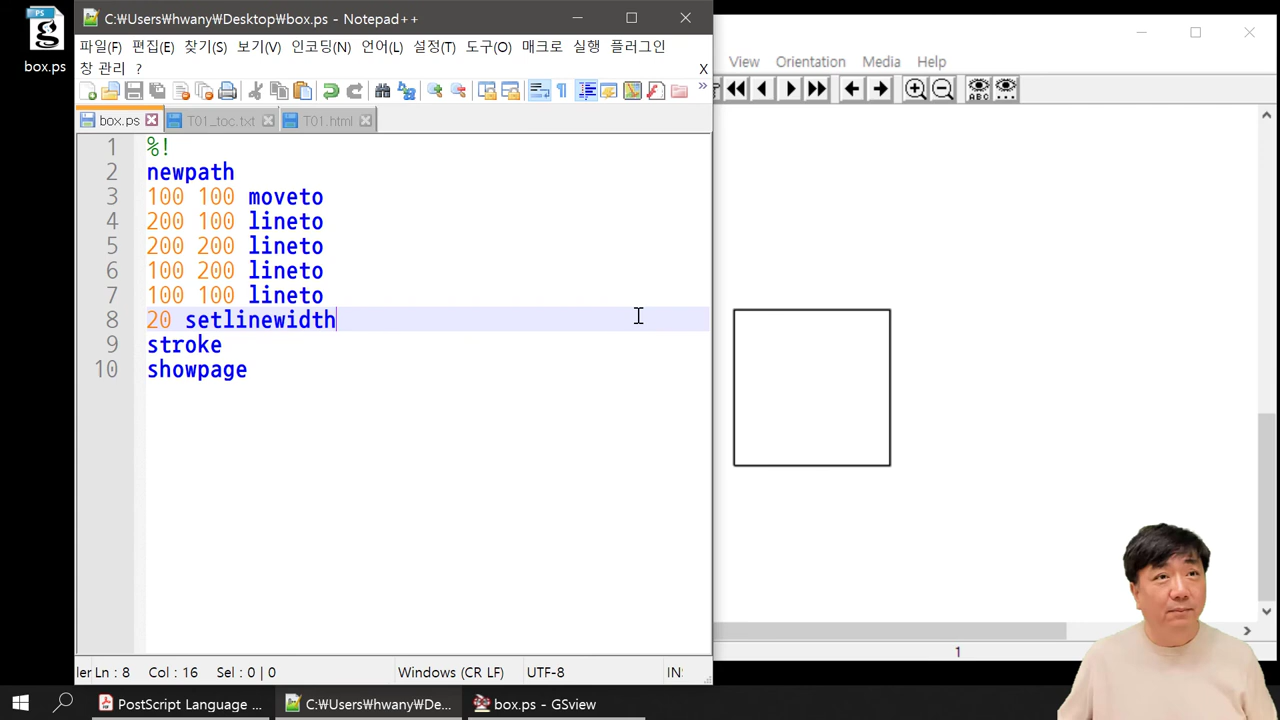 box.ps
C:₩Users₩hwany₩Desktop₩box.ps - Notepad++
파일(F) 편집(E) 찾기(S) 보기(V) 인코딩(N) 언어(L) 설정(T) 도구(O) 매크로 실행 플러그인
창 관리 ? X
box.ps T01_toc.txt T01.html
1 %!
2 newpath
3 100 100 moveto
4 200 100 lineto
5 200 200 lineto
6 100 200 lineto
7 100 100 lineto
8 20 setlinewidth
9 stroke
10 showpage
ler Ln : 8 Col : 16 Sel : 0 | 0 Windows (CR LF) UTF-8 IN
View Orientation Media Help
ABC
1
PostScript Language ...
C:₩Users₩hwany₩De...
box.ps - GSview